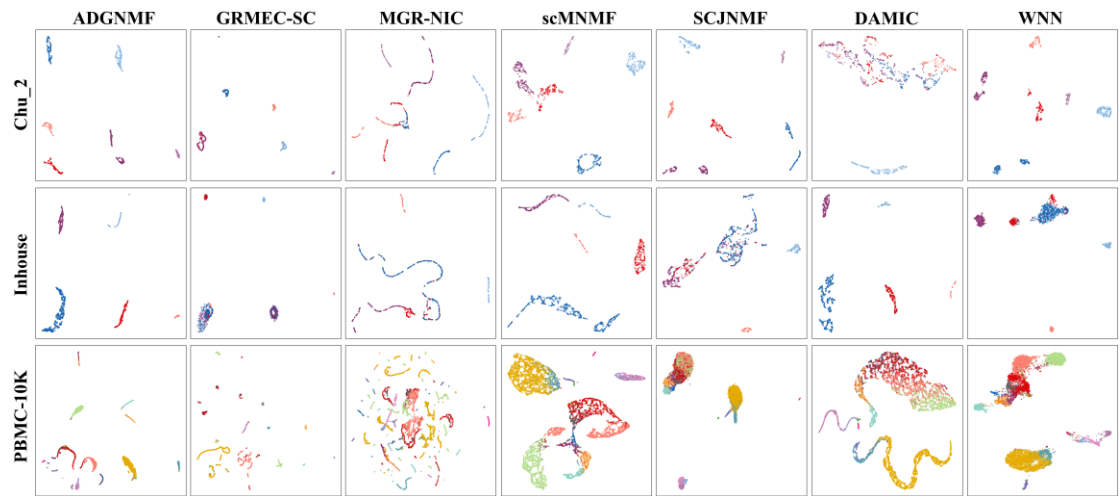 ADGNMF GRMEC-SC MGR-NIC scMNMF SCJNMF DAMIC WNN
Chu_2
Inhouse
PBMC-10K